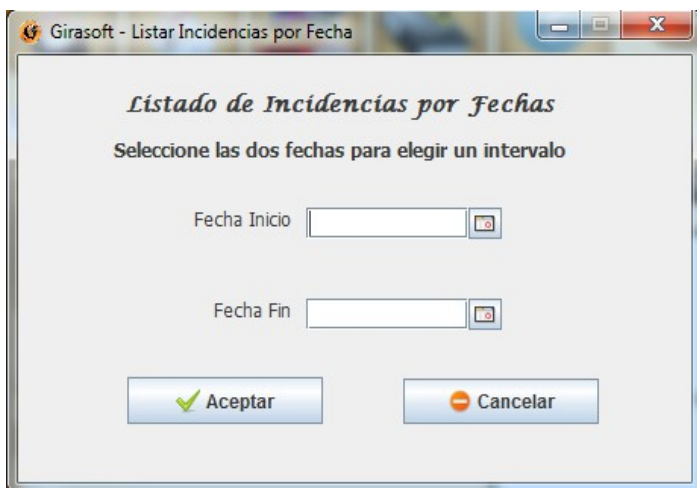 Girasoft - Listar Incidencias por Fecha
Listado de Incidencias por Fechas
Seleccione las dos fechas para elegir un intervalo
Fecha Inicio
Fecha Fin
Aceptar Cancelar